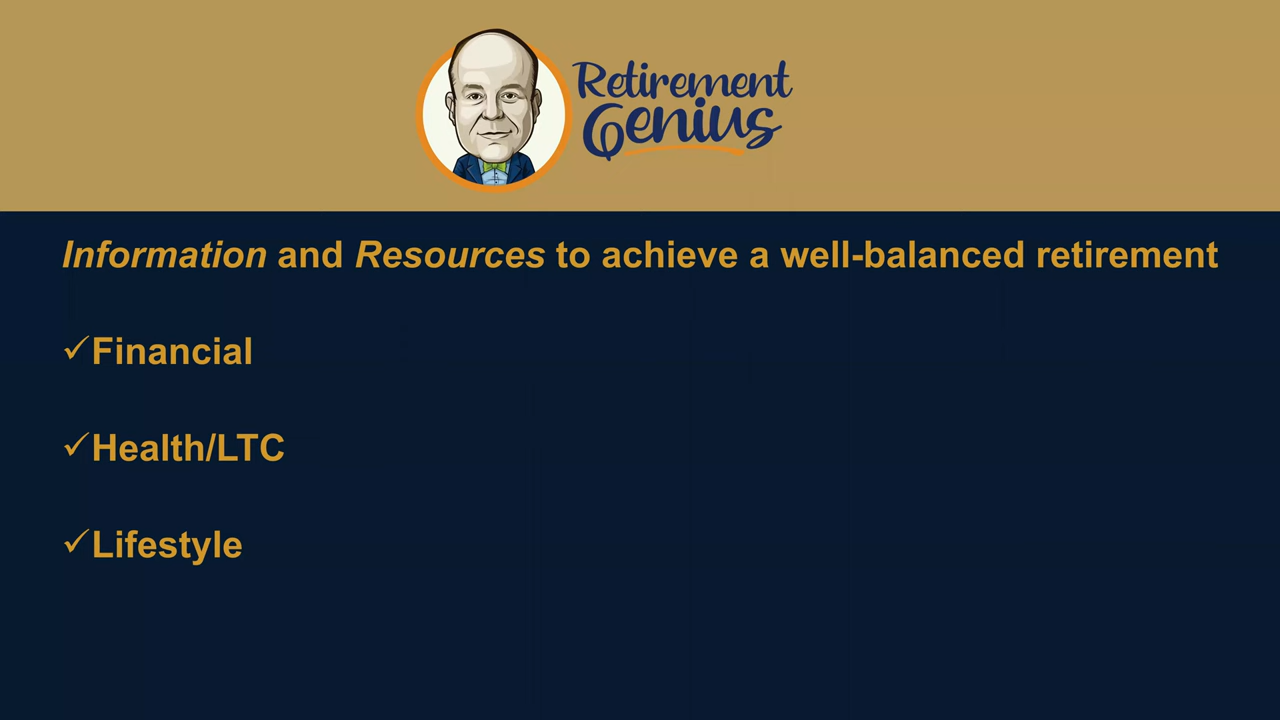 Retirement
Genius
Information and Resources to achieve a well-balanced retirement
✓Financial
✓Health/LTC
✓Lifestyle